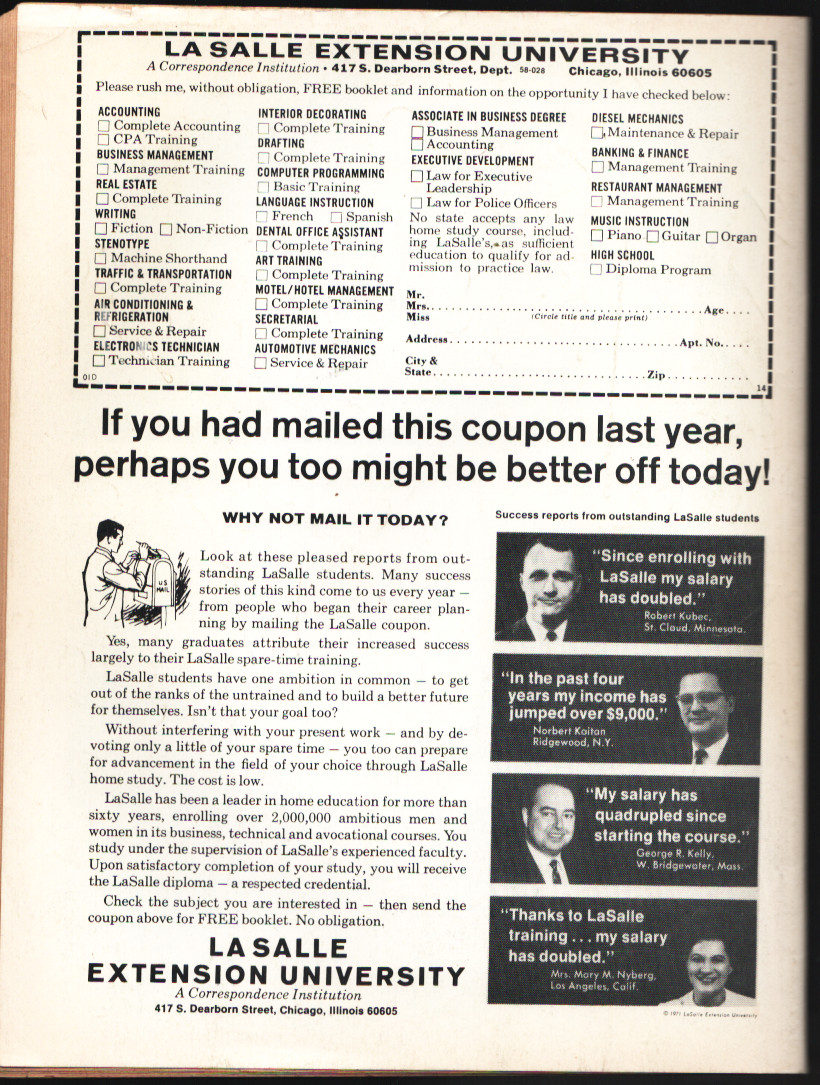 LA SALLE EXTENSION UNIVERSITY
A Correspondence Institution • 417 S. Dearborn Street, Dept. 58-028 Chicago, Illinois 60605
Please rush me, without obligation, FREE booklet and information on the opportunity I have checked below:
ACCOUNTING
☐ Complete Accounting
☐ CPA Training
BUSINESS MANAGEMENT
☐ Management Training
REAL ESTATE
☐ Complete Training
WRITING
☐ Fiction ☐ Non-Fiction
STENOTYPE
☐ Machine Shorthand
TRAFFIC & TRANSPORTATION
☐ Complete Training
AIR CONDITIONING &
REFRIGERATION
☐ Service & Repair
ELECTRONICS TECHNICIAN
☐ Technician Training
INTERIOR DECORATING
☐ Complete Training
DRAFTING
☐ Complete Training
COMPUTER PROGRAMMING
☐ Basic Training
LANGUAGE INSTRUCTION
☐ French ☐ Spanish
DENTAL OFFICE ASSISTANT
☐ Complete Training
ART TRAINING
☐ Complete Training
MOTEL/HOTEL MANAGEMENT
☐ Complete Training
SECRETARIAL
☐ Complete Training
AUTOMOTIVE MECHANICS
☐ Service & Repair
ASSOCIATE IN BUSINESS DEGREE
☐ Business Management
☐ Accounting
EXECUTIVE DEVELOPMENT
☐ Law for Executive
Leadership
☐ Law for Police Officers
No state accepts any law
home study course, includ-
ing LaSalle's, as sufficient
education to qualify for ad-
mission to practice law.
DIESEL MECHANICS
☐ Maintenance & Repair
BANKING & FINANCE
☐ Management Training
RESTAURANT MANAGEMENT
☐ Management Training
MUSIC INSTRUCTION
☐ Piano ☐ Guitar ☐ Organ
HIGH SCHOOL
☐ Diploma Program
Mr.
Mrs. Age
Miss (Circle title and please print)
Address Apt. No.
City &
State Zip
01D
14
If you had mailed this coupon last year,
perhaps you too might be better off today!
WHY NOT MAIL IT TODAY?
U S
MAIL
Look at these pleased reports from out-
standing LaSalle students. Many success
stories of this kind come to us every year –
from people who began their career plan-
ning by mailing the LaSalle coupon.
Yes, many graduates attribute their increased success
largely to their LaSalle spare-time training.
LaSalle students have one ambition in common – to get
out of the ranks of the untrained and to build a better future
for themselves. Isn't that your goal too?
Without interfering with your present work – and by de-
voting only a little of your spare time – you too can prepare
for advancement in the field of your choice through LaSalle
home study. The cost is low.
LaSalle has been a leader in home education for more than
sixty years, enrolling over 2,000,000 ambitious men and
women in its business, technical and avocational courses. You
study under the supervision of LaSalle's experienced faculty.
Upon satisfactory completion of your study, you will receive
the LaSalle diploma – a respected credential.
Check the subject you are interested in – then send the
coupon above for FREE booklet. No obligation.
LA SALLE
EXTENSION UNIVERSITY
A Correspondence Institution
417 S. Dearborn Street, Chicago, Illinois 60605
Success reports from outstanding LaSalle students
"Since enrolling with
LaSalle my salary
has doubled."
Robert Kubec,
St. Cloud, Minnesota.
"In the past four
years my income has
jumped over $9,000."
Norbert Kaitan
Ridgewood, N.Y.
"My salary has
quadrupled since
starting the course."
George R. Kelly,
W. Bridgewater, Mass.
"Thanks to LaSalle
training . . . my salary
has doubled."
Mrs. Mary M. Nyberg,
Los Angeles, Calif.
© 1971 LaSalle Extension University